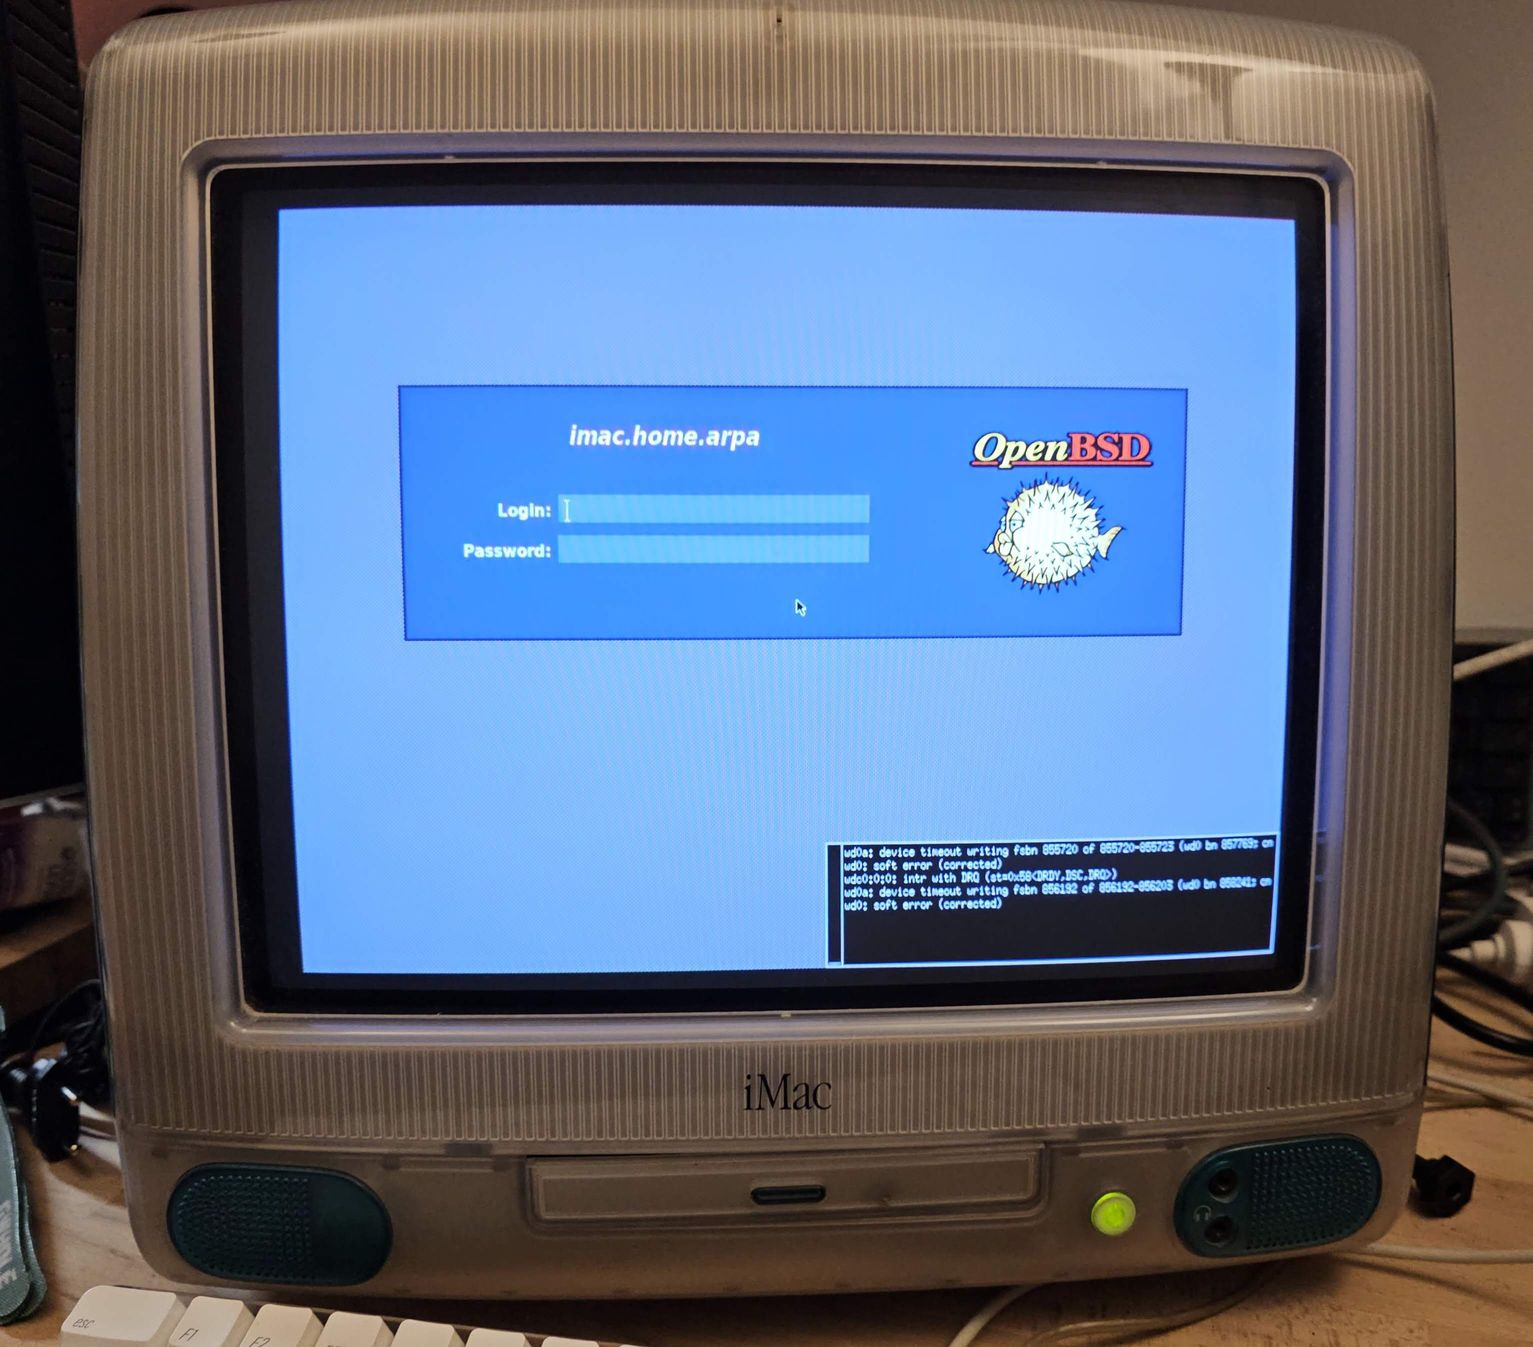 imac.home.arpa
OpenBSD
Login:
Password:
wd0a: device timeout writing fsbn 855720 of 855720-855723 (wd0 bn 857763: cn
wd0: soft error (corrected)
wdc0:0:0: intr with DRQ (st=0x58<DRDY,DSC,DRQ>)
wd0a: device timeout writing fsbn 856192 of 856192-856203 (wd0 bn 858241: cn
wd0: soft error (corrected)
iMac
esc
F1
F2